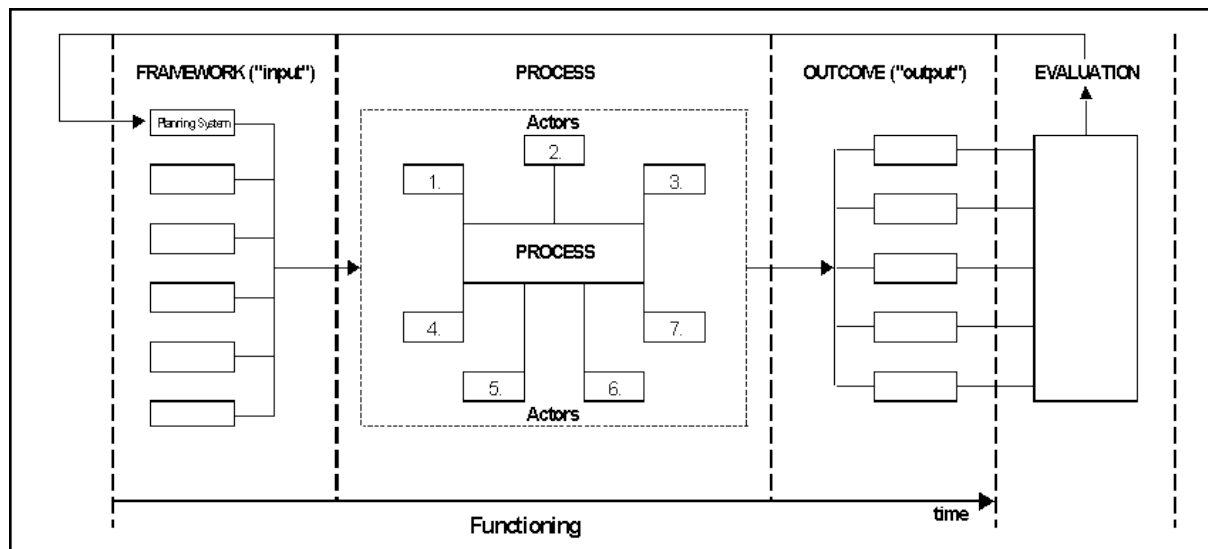 FRAMEWORK ("input")
PROCESS
OUTCOME ("output")
EVALUATION
Planning System
Actors
1.
2.
3.
PROCESS
4.
5.
6.
7.
Actors
time
Functioning